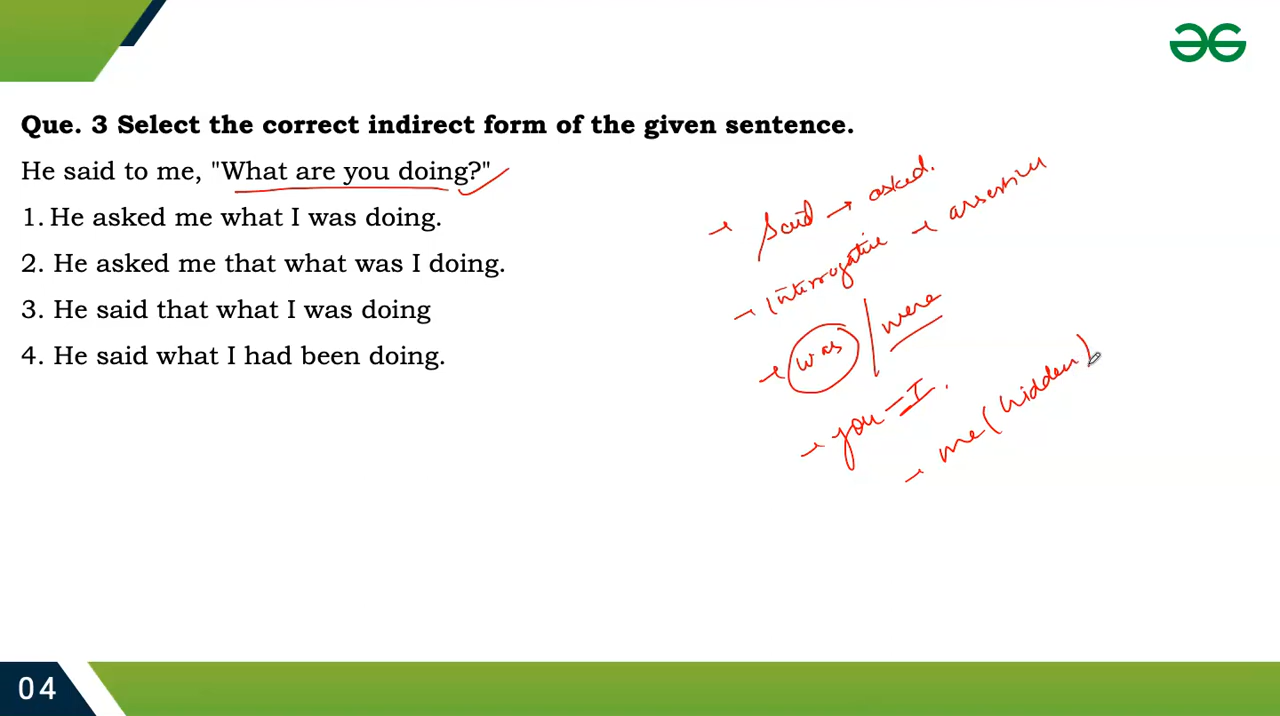 Que. 3 Select the correct indirect form of the given sentence.
He said to me, "What are you doing?"
1. He asked me what I was doing.
2. He asked me that what was I doing.
3. He said that what I was doing
4. He said what I had been doing.
said → asked.
Interrogative → assertive
was / were
you - I.
me (hidden)
04